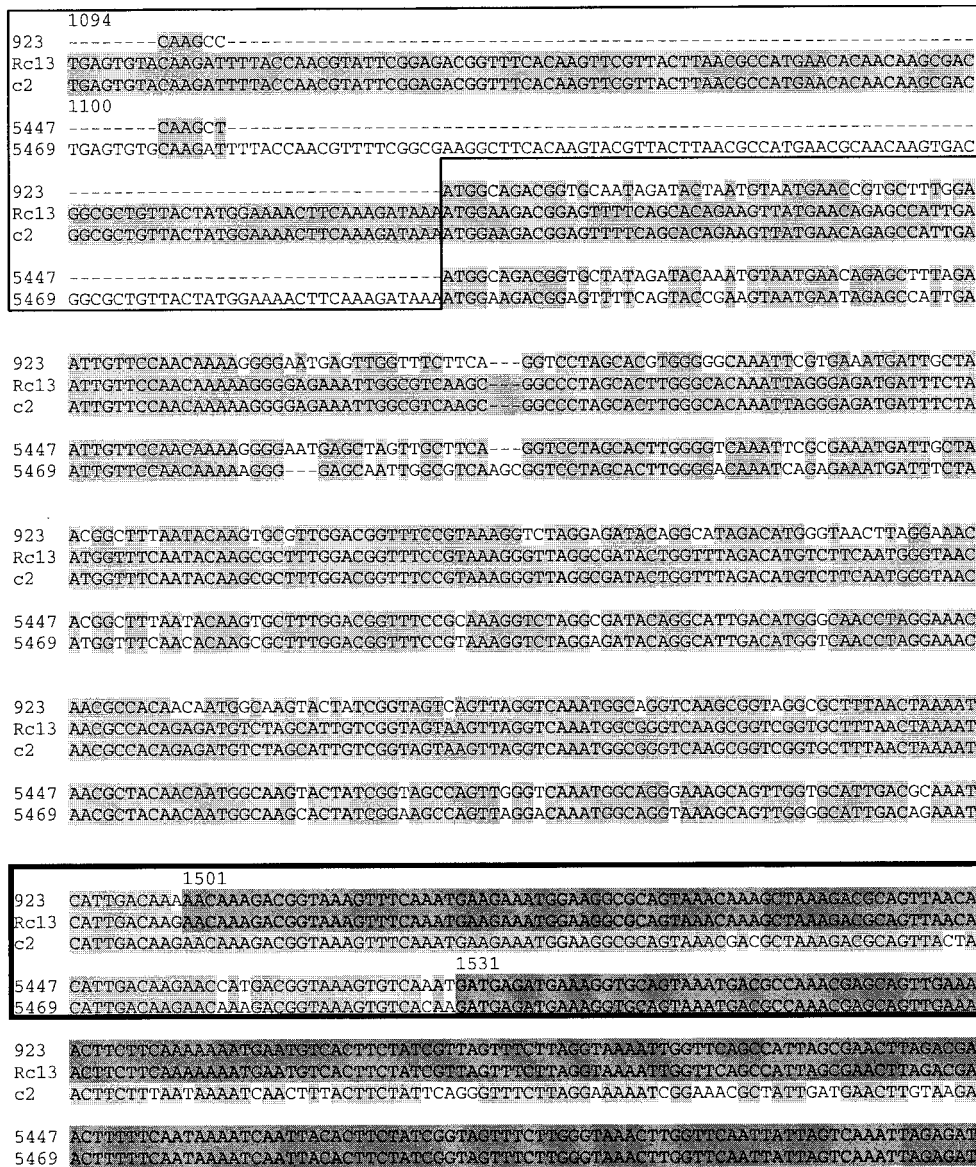 1094
923 --------CAAGCC------------------------------------------------------------------
Rc13 TGAGTGTACAAGATTTTACCAACGTATTCGGAGACGGTTTCACAAGTTCGTTACTTAACGCCATGAACACAACAAGCGAC
c2 TGAGTGTACAAGATTTTACCAACGTATTCGGAGACGGTTTCACAAGTTCGTTACTTAACGCCATGAACACAACAAGCGAC
1100
5447 --------CAAGCT------------------------------------------------------------------
5469 TGAGTGTGCAAGATTTTACCAACGTTTTCGGCGAAGGCTTCACAAGTACGTTACTTAACGCCATGAACGCAACAAGTGAC
923 ---------------------------------ATGGCAGACGGTGCAATAGATACTAATGTAATGAACCGTGCTTTGGA
Rc13 GGCGCTGTTACTATGGAAAACTTCAAAGATAAAATGGAAGACGGAGTTTTCAGCACAGAAGTTATGAACAGAGCCATTGA
c2 GGCGCTGTTACTATGGAAAACTTCAAAGATAAAATGGAAGACGGAGTTTTCAGCACAGAAGTTATGAACAGAGCCATTGA
5447 ---------------------------------ATGGCAGACGGTGCTATAGATACAAATGTAATGAACAGAGCTTTAGA
5469 GGCGCTGTTACTATGGAAAACTTCAAAGATAAAATGGAAGACGGAGTTTTCAGTACCGAAGTAATGAATAGAGCCATTGA
923 ATTGTTCCAACAAAAGGGGAATGAGTTGGTTTCTTCA---GGTCCTAGCACGTGGGGGCAAATTCGTGAAATGATTGCTA
Rc13 ATTGTTCCAACAAAAAGGGGAGAAATTGGCGTCAAGC---GGCCCTAGCACTTGGGCACAAATTAGGGAGATGATTTCTA
c2 ATTGTTCCAACAAAAAGGGGAGAAATTGGCGTCAAGC---GGCCCTAGCACTTGGGCACAAATTAGGGAGATGATTTCTA
5447 ATTGTTCCAACAAAAGGGGAATGAGCTAGTTGCTTCA---GGTCCTAGCACTTGGGGTCAAATTCGCGAAATGATTGCTA
5469 ATTGTTCCAACAAAAAGGG---GAGCAATTGGCGTCAAGCGGTCCTAGCACTTGGGGACAAATCAGAGAAATGATTTCTA
923 ACGGCTTTAATACAAGTGCGTTGGACGGTTTCCGTAAAGGTCTAGGAGATACAGGCATAGACATGGGTAACTTAGGAAAC
Rc13 ATGGTTTCAATACAAGCGCTTTGGACGGTTTCCGTAAAGGGTTAGGCGATACTGGTTTAGACATGTCTTCAATGGGTAAC
c2 ATGGTTTCAATACAAGCGCTTTGGACGGTTTCCGTAAAGGGTTAGGCGATACTGGTTTAGACATGTCTTCAATGGGTAAC
5447 ACGGCTTTAATACAAGTGCTTTGGACGGTTTCCGCAAAGGTCTAGGCGATACAGGCATTGACATGGGCAACCTAGGAAAC
5469 ATGGTTTCAACACAAGCGCTTTGGACGGTTTCCGTAAAGGTCTAGGAGATACAGGCATTGACATGGTCAACCTAGGAAAC
923 AACGCCACAACAATGGCAAGTACTATCGGTAGTCAGTTAGGTCAAATGGCAGGTCAAGCGGTAGGCGCTTTAACTAAAAT
Rc13 AACGCCACAGAGATGTCTAGCATTGTCGGTAGTAAGTTAGGTCAAATGGCGGGTCAAGCGGTCGGTGCTTTAACTAAAAT
c2 AACGCCACAGAGATGTCTAGCATTGTCGGTAGTAAGTTAGGTCAAATGGCGGGTCAAGCGGTCGGTGCTTTAACTAAAAT
5447 AACGCTACAACAATGGCAAGTACTATCGGTAGCCAGTTGGGTCAAATGGCAGGGAAAGCAGTTGGTGCATTGACGCAAAT
5469 AACGCTACAACAATGGCAAGCACTATCGGAAGCCAGTTAGGACAAATGGCAGGTAAAGCAGTTGGGGCATTGACAGAAAT
1501
923 CATTGACAAAAACAAAGACGGTAAAGTTTCAAATGAAGAAATGGAAGGCGCAGTAAACAAAGCTAAAGACGCAGTTAACA
Rc13 CATTGACAAGAACAAAGACGGTAAAGTTTCAAATGAAGAAATGGAAGGCGCAGTAAACAAAGCTAAAGACGCAGTTAACA
c2 CATTGACAAGAACAAAGACGGTAAAGTTTCAAATGAAGAAATGGAAGGCGCAGTAAACGACGCTAAAGACGCAGTTACTA
1531
5447 CATTGACAAGAACCATGACGGTAAAGTGTCAAATGATGAGATGAAAGGTGCAGTAAATGACGCCAAACGAGCAGTTGAAA
5469 CATTGACAAGAACAAAGACGGTAAAGTGTCACAAGATGAGATGAAAGGTGCAGTAAATGACGCCAAACGAGCAGTTGAAA
923 ACTTCTTCAAAAAAATGAATGTCACTTCTATCGTTAGTTTCTTAGGTAAAATTGGTTCAGCCATTAGCGAACTTAGACGA
Rc13 ACTTCTTCAAAAAAATGAATGTCACTTCTATCGTTAGTTTCTTAGGTAAAATTGGTTCAGCCATTAGCGAACTTAGACGA
c2 ACTTCTTTAATAAAATCAACTTTACTTCTATTCAGGGTTTCTTAGGAAAAATCGGAAACGCTATTGATGAACTTGTAAGA
5447 ACTTTTTCAATAAAATCAATTACACTTCTATCGGTAGTTTCTTGGGTAAACTTGGTTCAATTATTAGTCAAATTAGAGAT
5469 ACTTTTTCAATAAAATCAATTACACTTCTATCGGTAGTTTCTTGGGTAAACTTGGTTCAATTATTAGTCAAATTAGAGAT